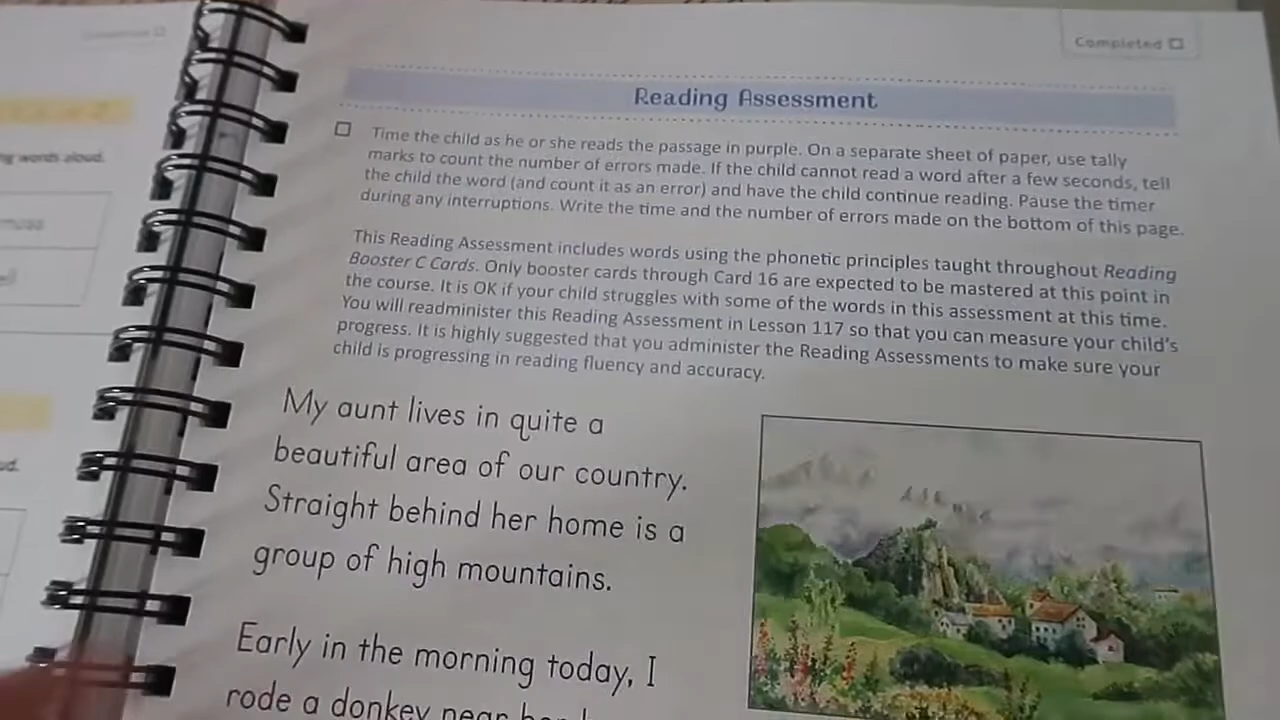 ng words aloud.
ud.
Completed
Reading Assessment
Time the child as he or she reads the passage in purple. On a separate sheet of paper, use tally
marks to count the number of errors made. If the child cannot read a word after a few seconds, tell
the child the word (and count it as an error) and have the child continue reading. Pause the timer
during any interruptions. Write the time and the number of errors made on the bottom of this page.
This Reading Assessment includes words using the phonetic principles taught throughout Reading
Booster C Cards. Only booster cards through Card 16 are expected to be mastered at this point in
the course. It is OK if your child struggles with some of the words in this assessment at this time.
You will readminister this Reading Assessment in Lesson 117 so that you can measure your child's
progress. It is highly suggested that you administer the Reading Assessments to make sure your
child is progressing in reading fluency and accuracy.
My aunt lives in quite a
beautiful area of our country.
Straight behind her home is a
group of high mountains.
Early in the morning today, I
rode a donkey near